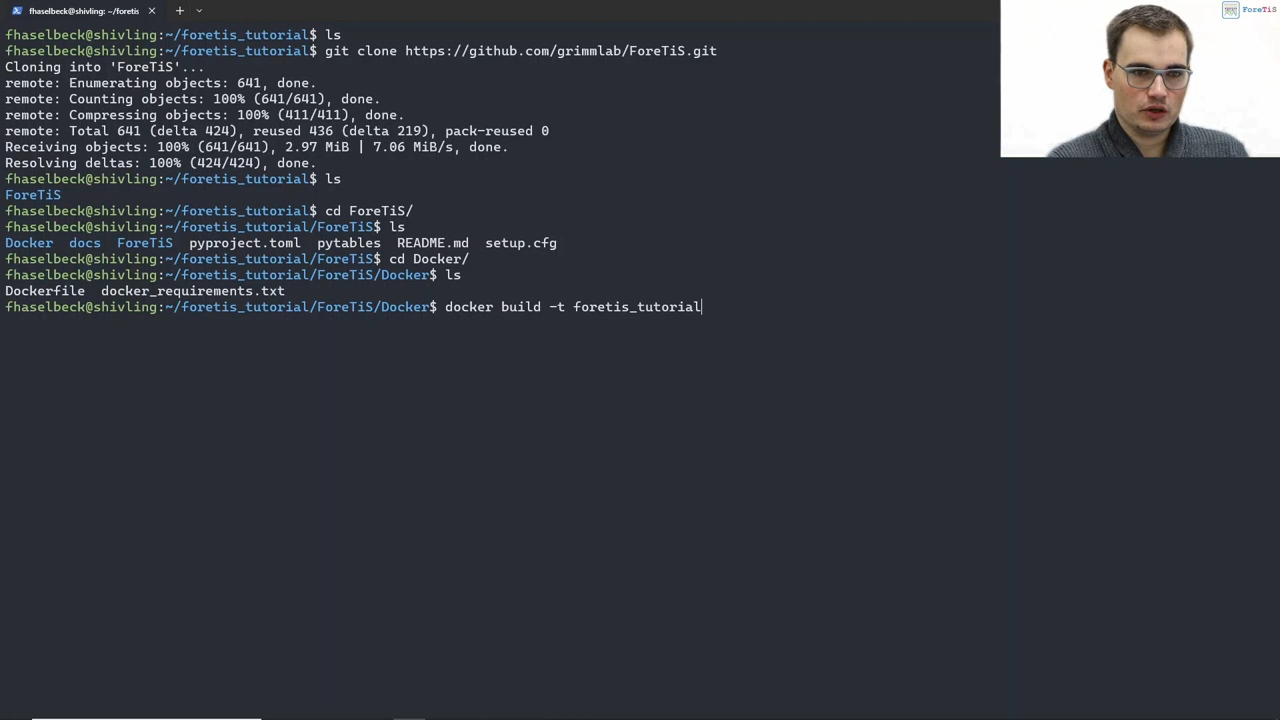 fhaselbeck@shivling: ~/foretis
ForeTiS
fhaselbeck@shivling:~/foretis_tutorial$ ls
fhaselbeck@shivling:~/foretis_tutorial$ git clone https://github.com/grimmlab/ForeTiS.git
Cloning into 'ForeTiS'...
remote: Enumerating objects: 641, done.
remote: Counting objects: 100% (641/641), done.
remote: Compressing objects: 100% (411/411), done.
remote: Total 641 (delta 424), reused 436 (delta 219), pack-reused 0
Receiving objects: 100% (641/641), 2.97 MiB | 7.06 MiB/s, done.
Resolving deltas: 100% (424/424), done.
fhaselbeck@shivling:~/foretis_tutorial$ ls
ForeTiS
fhaselbeck@shivling:~/foretis_tutorial$ cd ForeTiS/
fhaselbeck@shivling:~/foretis_tutorial/ForeTiS$ ls
Docker docs ForeTiS pyproject.toml pytables README.md setup.cfg
fhaselbeck@shivling:~/foretis_tutorial/ForeTiS$ cd Docker/
fhaselbeck@shivling:~/foretis_tutorial/ForeTiS/Docker$ ls
Dockerfile docker_requirements.txt
fhaselbeck@shivling:~/foretis_tutorial/ForeTiS/Docker$ docker build -t foretis_tutorial